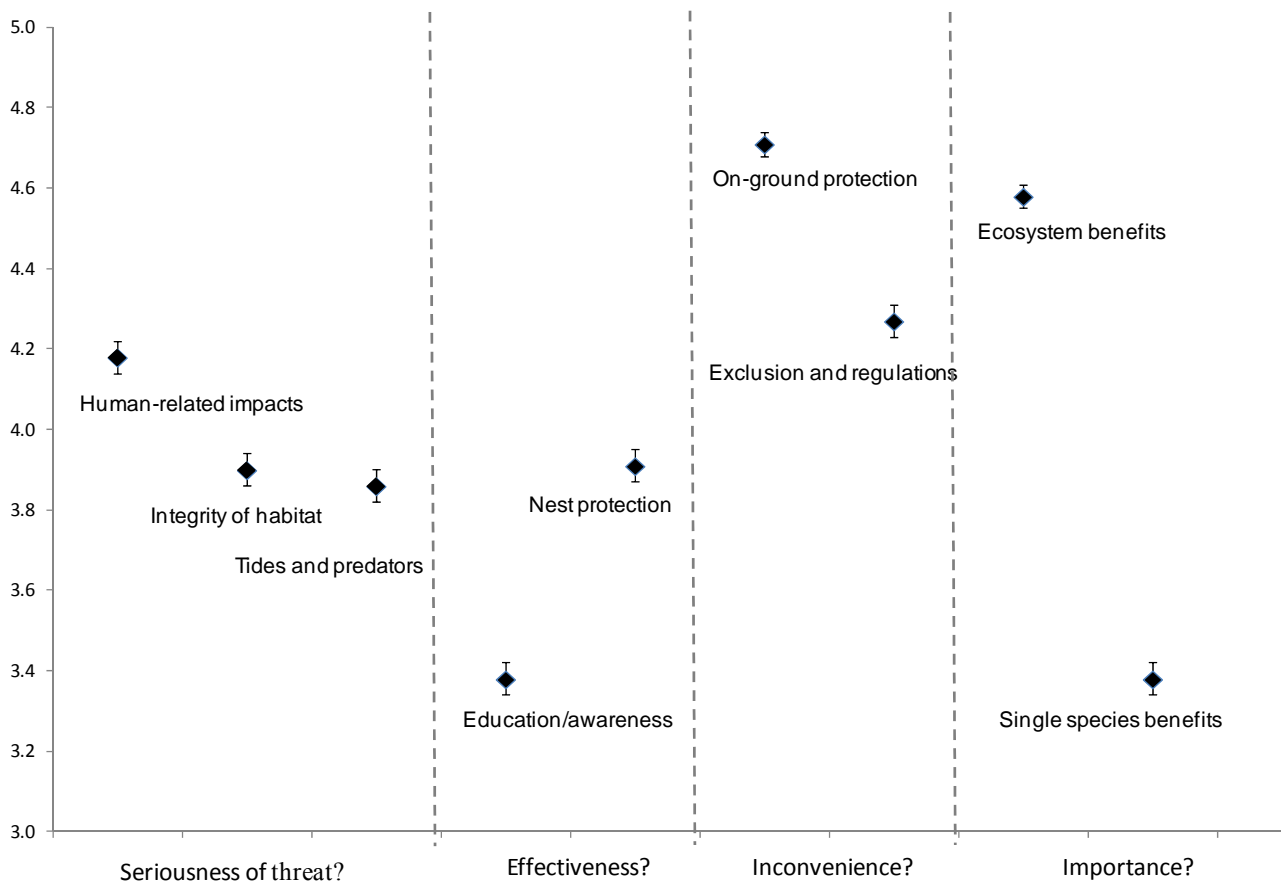 5.0
4.8
4.6
4.4
4.2
4.0
3.8
3.6
3.4
3.2
3.0
Human-related impacts
Integrity of habitat
Tides and predators
Education/awareness
Nest protection
On-ground protection
Exclusion and regulations
Ecosystem benefits
Single species benefits
Seriousness of threat?
Effectiveness?
Inconvenience?
Importance?